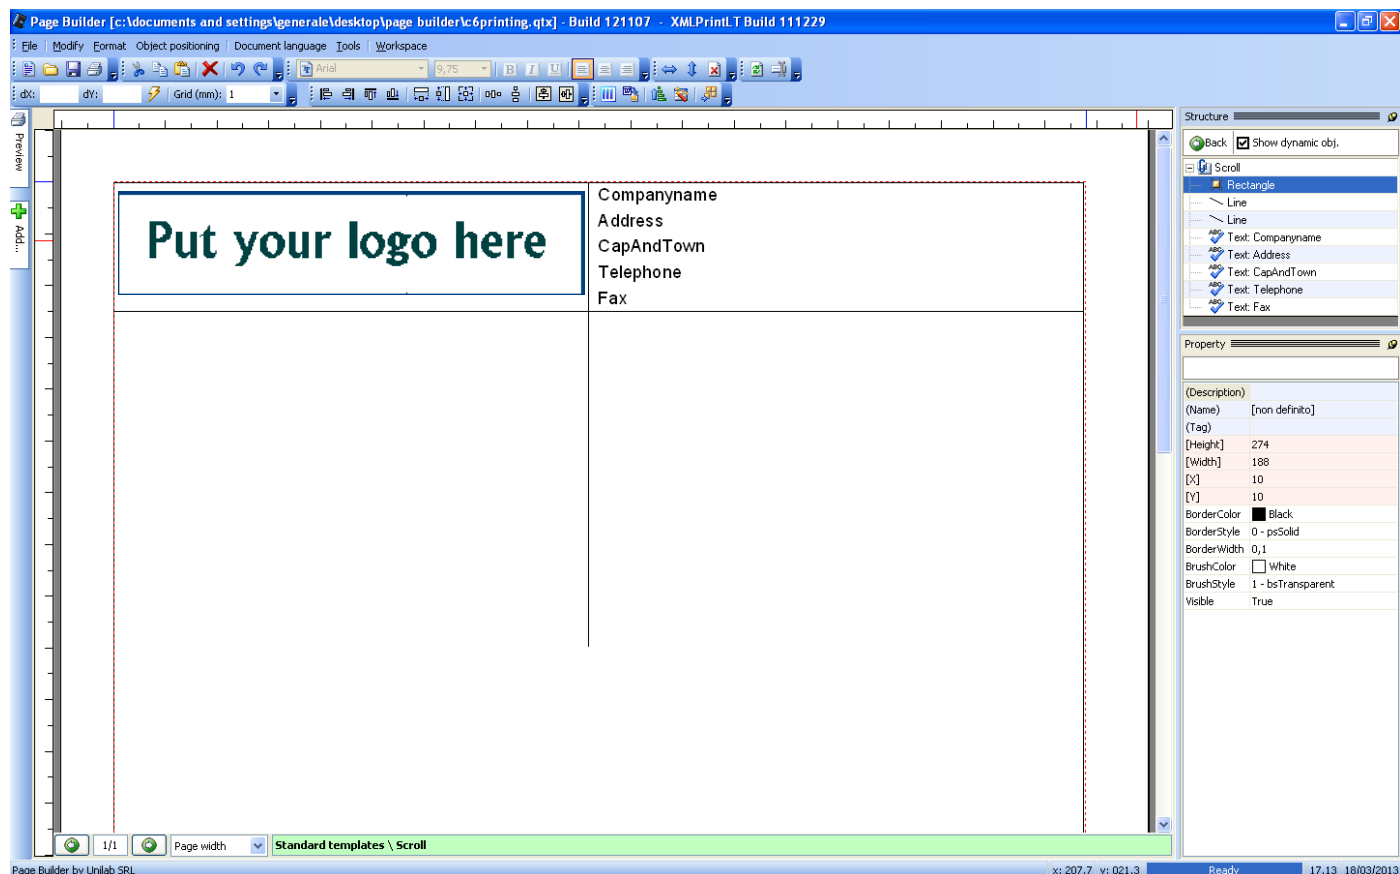 Page Builder [c:\documents and settings\generale\desktop\page builder\c6printing.qtx] - Build 121107 - XMLPrintLT Build 111229
File Modify Format Object positioning Document language Tools Workspace
Arial 9,75 B I U
dX: dY: Grid (mm): 1
Preview
Add...
Put your logo here
Companyname
Address
CapAndTown
Telephone
Fax
Structure
Back Show dynamic obj.
Scroll
Rectangle
Line
Line
Text: Companyname
Text: Address
Text: CapAndTown
Text: Telephone
Text: Fax
Property
(Description)
(Name) [non definito]
(Tag)
[Height] 274
[Width] 188
[X] 10
[Y] 10
BorderColor Black
BorderStyle 0 - psSolid
BorderWidth 0,1
BrushColor White
BrushStyle 1 - bsTransparent
Visible True
1/1 Page width Standard templates \ Scroll
Page Builder by Unilab SRL x: 207.7 y: 021.3 Ready 17.13 18/03/2013